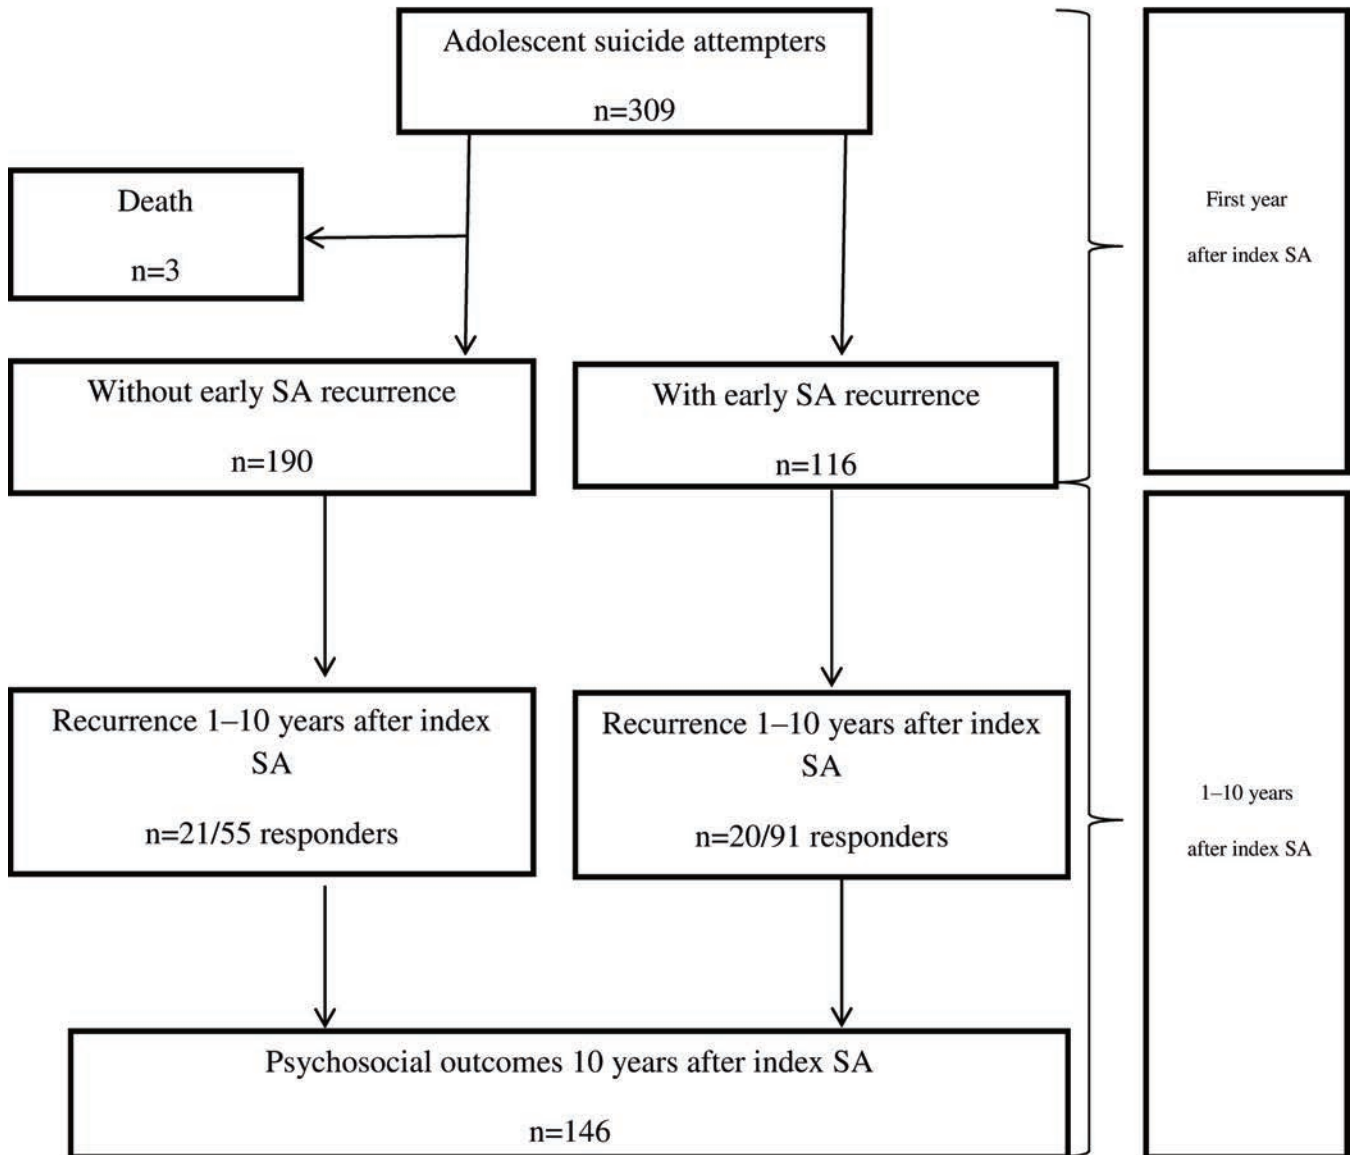 Adolescent suicide attempters
n=309
Death
n=3
First year
after index SA
Without early SA recurrence
n=190
With early SA recurrence
n=116
Recurrence 1–10 years after index
SA
n=21/55 responders
Recurrence 1–10 years after index
SA
n=20/91 responders
1–10 years
after index SA
Psychosocial outcomes 10 years after index SA
n=146